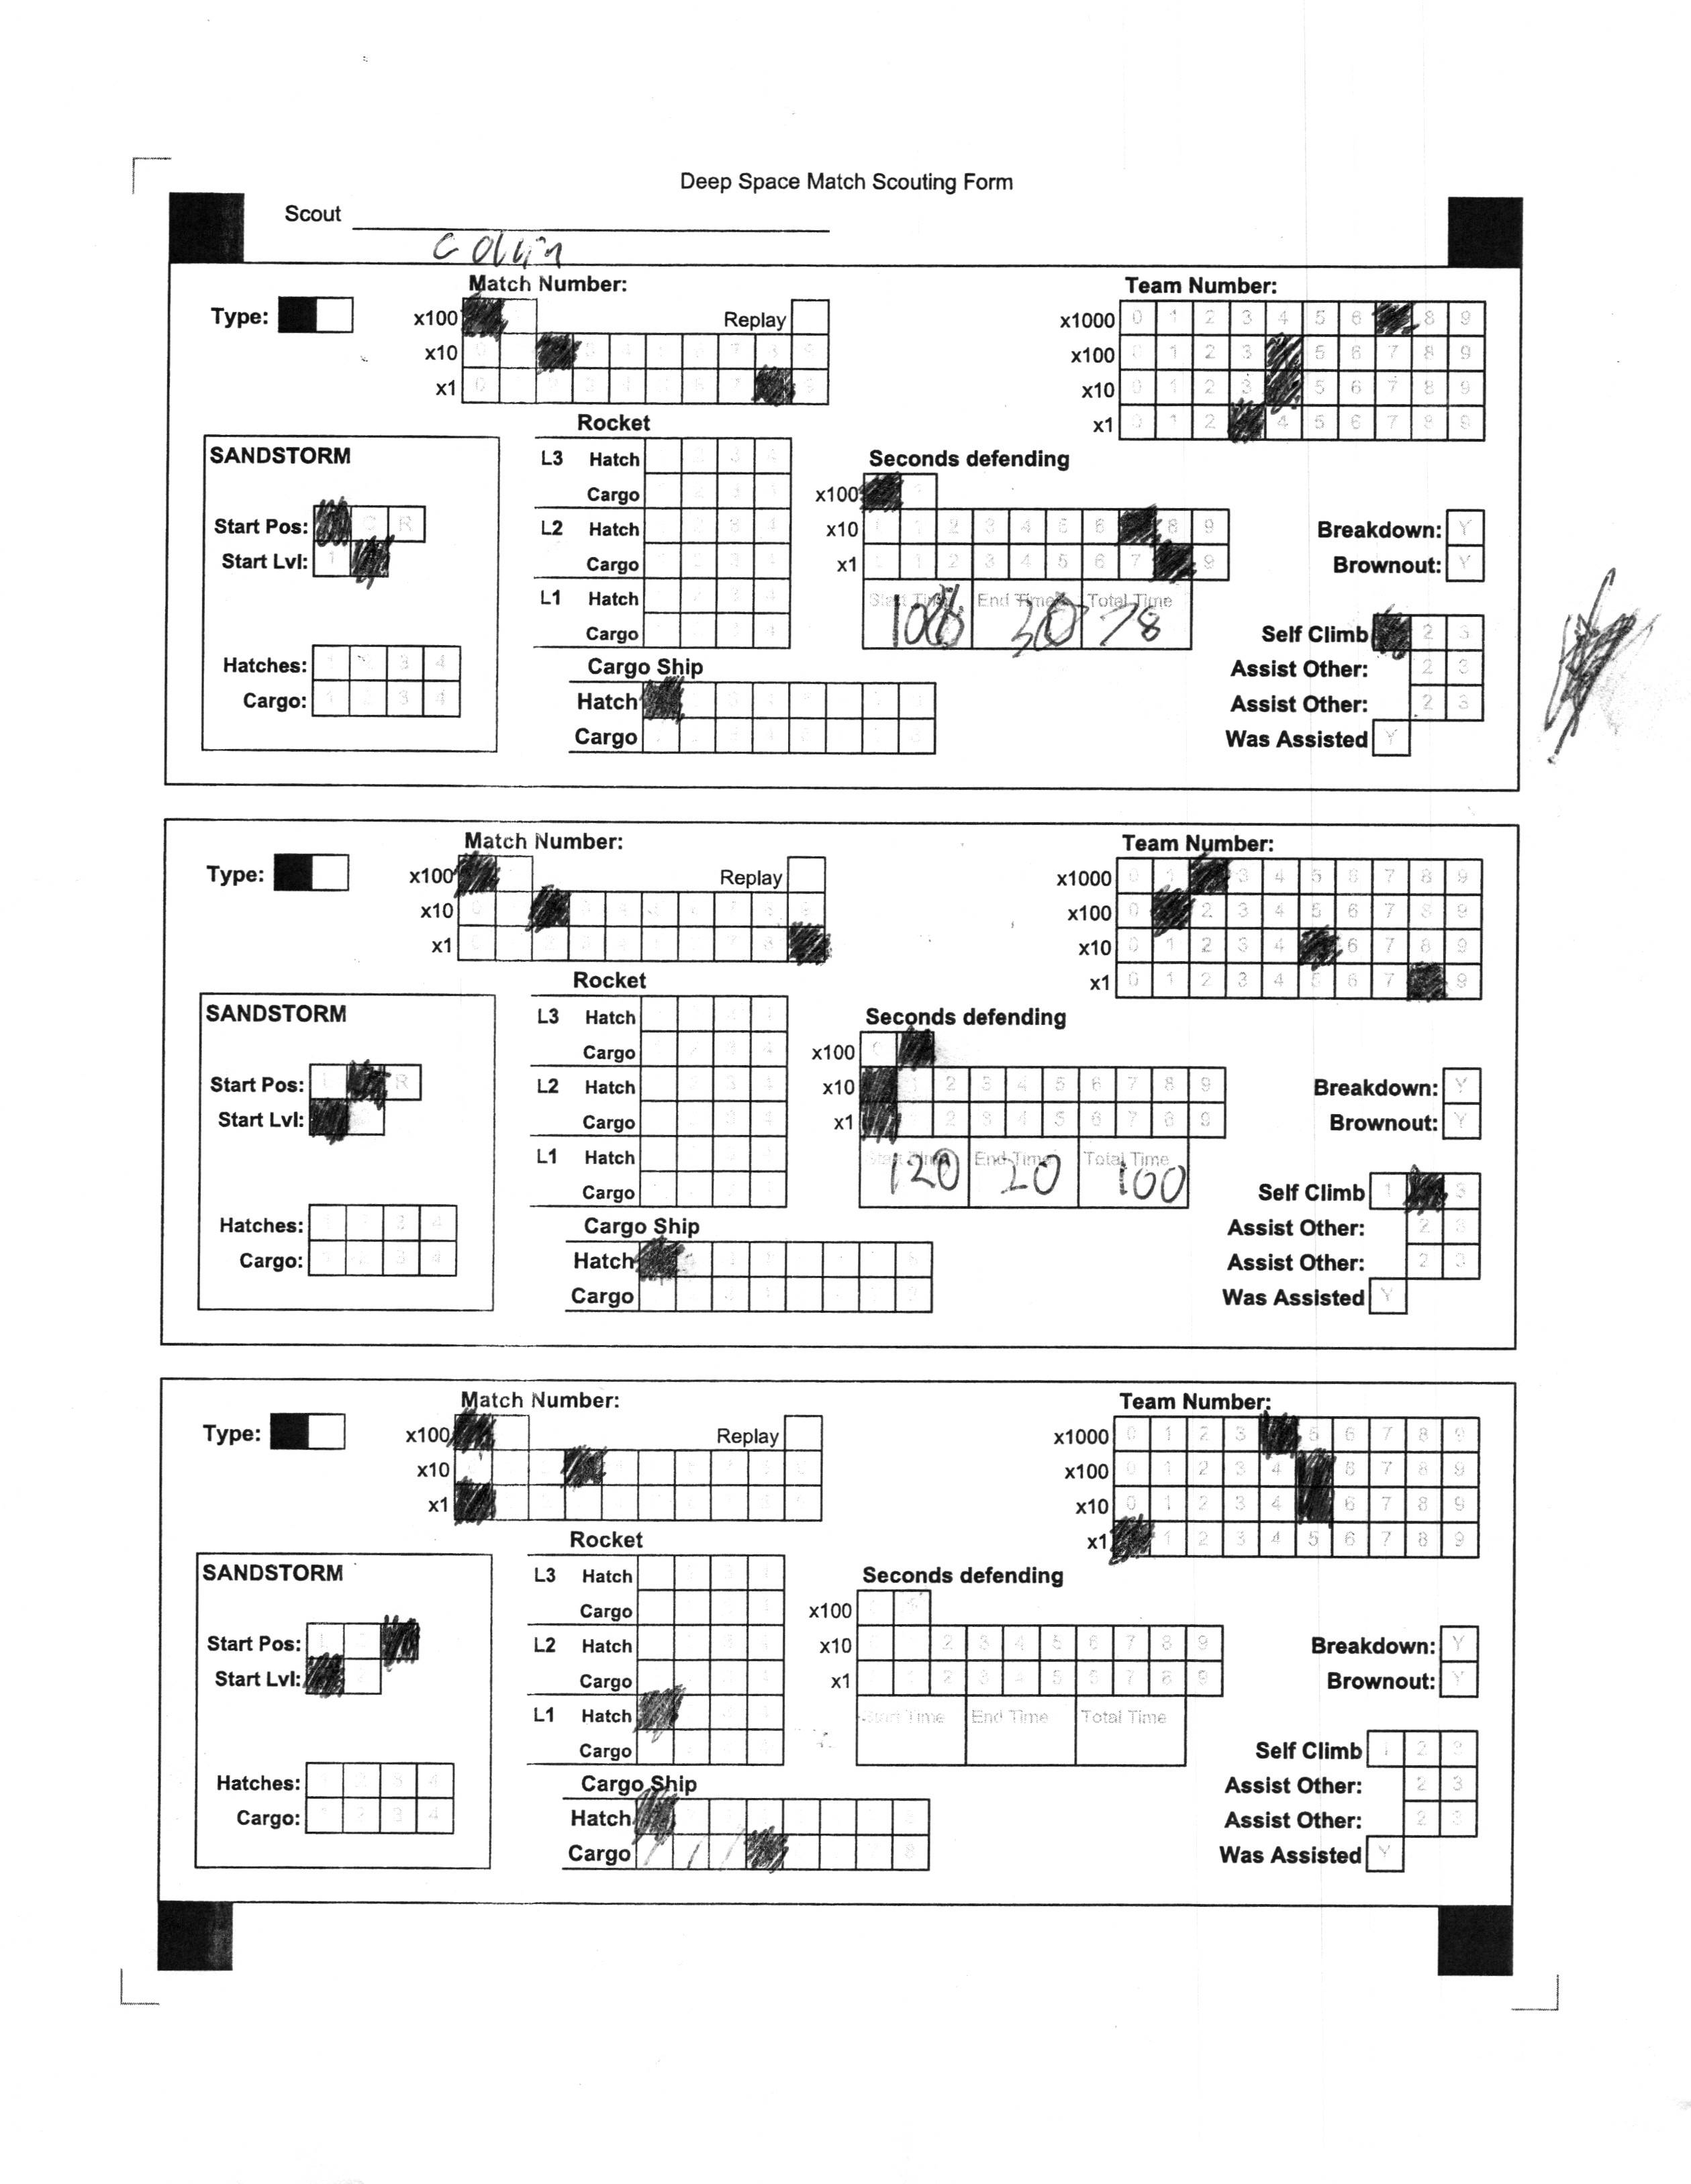 Deep Space Match Scouting Form
Scout
Collin
Match Number:
Team Number:
Type:
x100
Replay
x1000 0 1 2 3 4 5 6 8 9
x10
x100 1 2 3 5 6 7 8 9
x1
x10 0 1 2 3 5 6 7 8 9
x1 0 1 2 4 5 6 7 8 9
Rocket
SANDSTORM
L3 Hatch
Seconds defending
Cargo
x100
Start Pos: C R
L2 Hatch
x10 1 2 3 4 5 6 8 9
Breakdown: Y
Start Lvl: 1
Cargo
x1 1 2 3 4 5 6 7 9
Brownout: Y
L1 Hatch
Start Time End Time Total Time
108 30 78
Cargo
Self Climb 2 3
Hatches: 1 2 3 4
Cargo Ship
Assist Other: 2 3
Cargo: 1 2 3 4
Hatch
Assist Other: 2 3
Cargo
Was Assisted Y
Match Number:
Team Number:
Type:
x100
Replay
x1000 0 1 3 4 5 6 7 8 9
x10
x100 0 2 3 4 5 6 7 8 9
x1
x10 0 1 2 3 4 6 7 8 9
x1 0 1 2 3 4 5 6 7 9
Rocket
SANDSTORM
L3 Hatch
Seconds defending
Cargo
x100 0
Start Pos: L R
L2 Hatch
x10 1 2 3 4 5 6 7 8 9
Breakdown: Y
Start Lvl:
Cargo
x1 2 3 4 5 6 7 8 9
Brownout: Y
L1 Hatch
Start Time End Time Total Time
120 20 100
Cargo
Self Climb 1 3
Hatches: 1 2 3 4
Cargo Ship
Assist Other: 2 3
Cargo: 1 2 3 4
Hatch
Assist Other: 2 3
Cargo
Was Assisted Y
Match Number:
Team Number:
Type:
x100
Replay
x1000 0 1 2 3 5 6 7 8 9
x10
x100 0 1 2 3 4 6 7 8 9
x1
x10 0 1 2 3 4 6 7 8 9
x1 1 2 3 4 5 6 7 8 9
Rocket
SANDSTORM
L3 Hatch
Seconds defending
Cargo
x100
Start Pos:
L2 Hatch
x10 2 3 4 5 6 7 8 9
Breakdown: Y
Start Lvl: 2
Cargo
x1 1 2 3 4 5 6 7 8 9
Brownout: Y
L1 Hatch
Start Time End Time Total Time
Cargo
Self Climb 1 2 3
Hatches: 1 2 3 4
Cargo Ship
Assist Other: 2 3
Cargo: 1 2 3 4
Hatch
Assist Other: 2 3
Cargo
Was Assisted Y